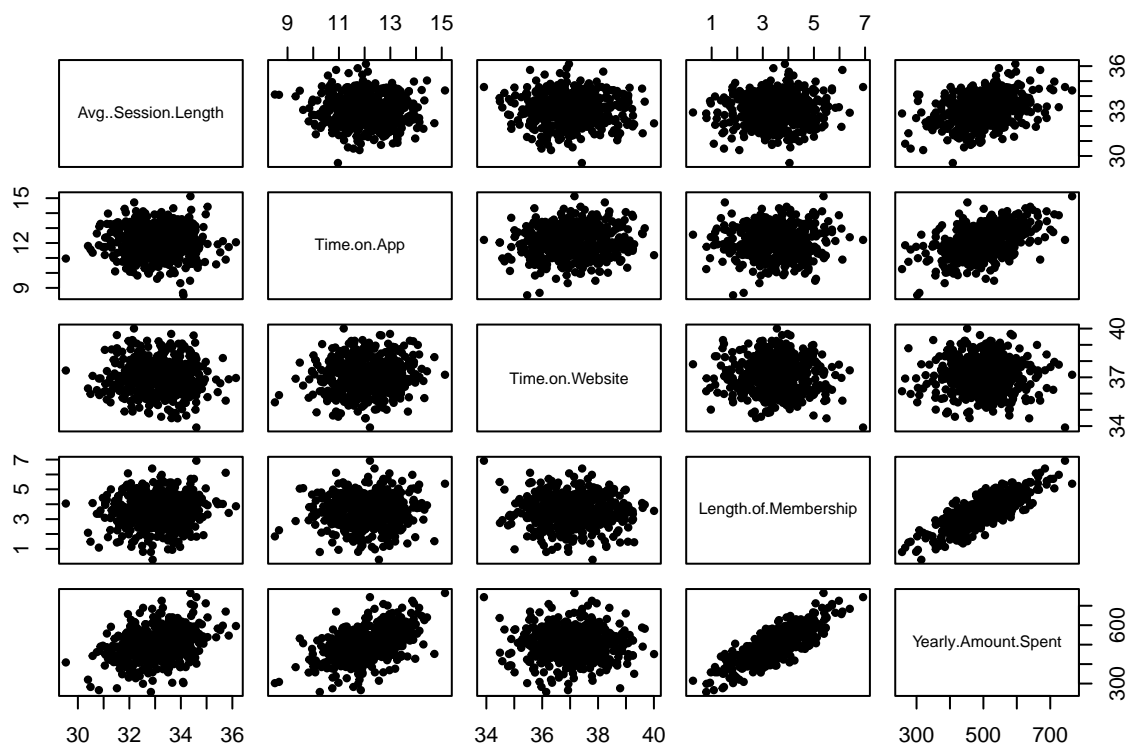 9 11 13 15
1 3 5 7
Avg..Session.Length
30 33 36
9 12 15
Time.on.App
Time.on.Website
34 37 40
1 3 5 7
Length.of.Membership
Yearly.Amount.Spent
300 600
30 32 34 36
34 36 38 40
300 500 700